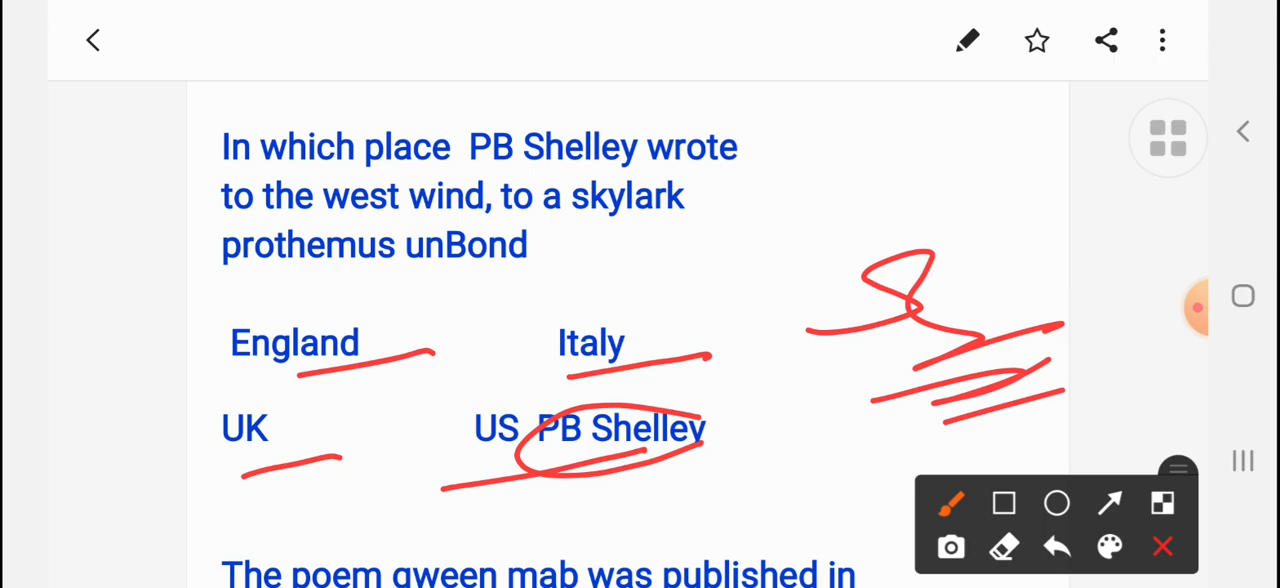 In which place PB Shelley wrote
to the west wind, to a skylark
prothemus unBond
England Italy
UK US PB Shelley
The poem qween mab was published in